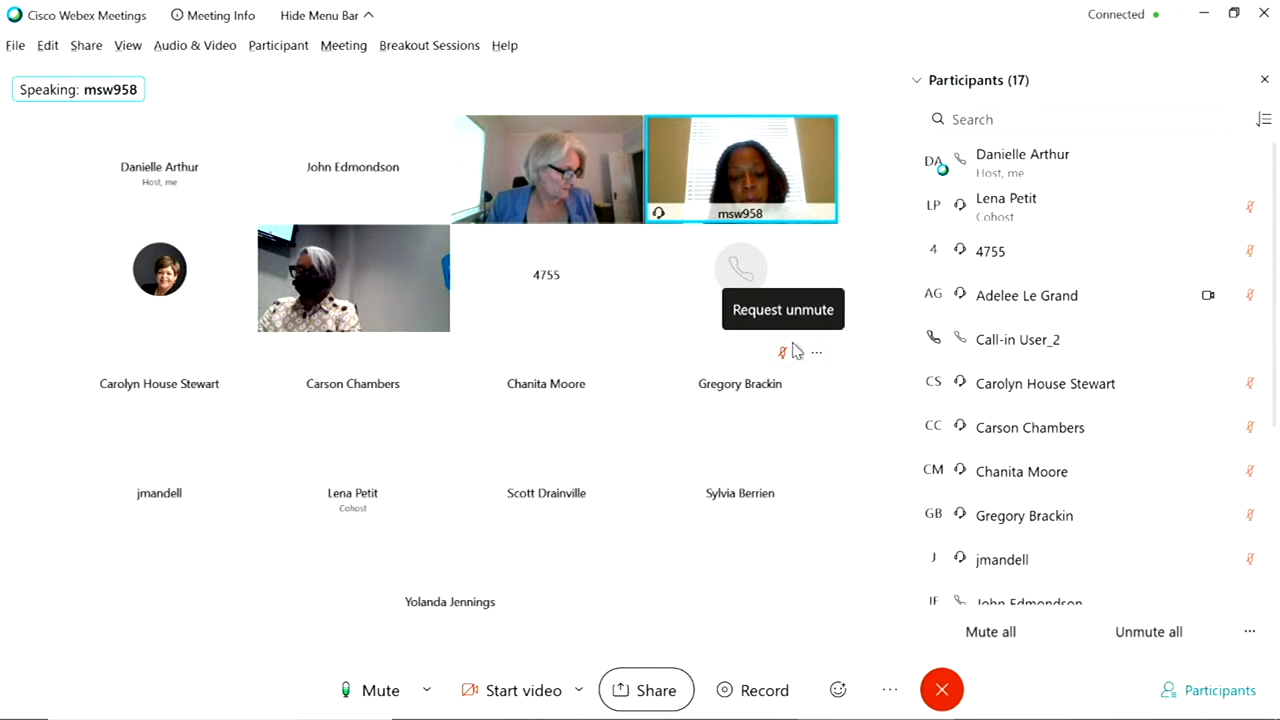 Cisco Webex Meetings
Meeting Info
Hide Menu Bar
Connected
File Edit Share View Audio & Video Participant Meeting Breakout Sessions Help
Speaking: msw958
Danielle Arthur
Host, me
John Edmondson
msw958
4755
Request unmute
Carolyn House Stewart
Carson Chambers
Chanita Moore
Gregory Brackin
jmandell
Lena Petit
Cohost
Scott Drainville
Sylvia Berrien
Yolanda Jennings
Participants (17)
Search
DA Danielle Arthur
Host, me
LP Lena Petit
Cohost
4 4755
AG Adelee Le Grand
Call-in User_2
CS Carolyn House Stewart
CC Carson Chambers
CM Chanita Moore
GB Gregory Brackin
J jmandell
JE John Edmondson
Mute all
Unmute all
Mute
Start video
Share
Record
Participants